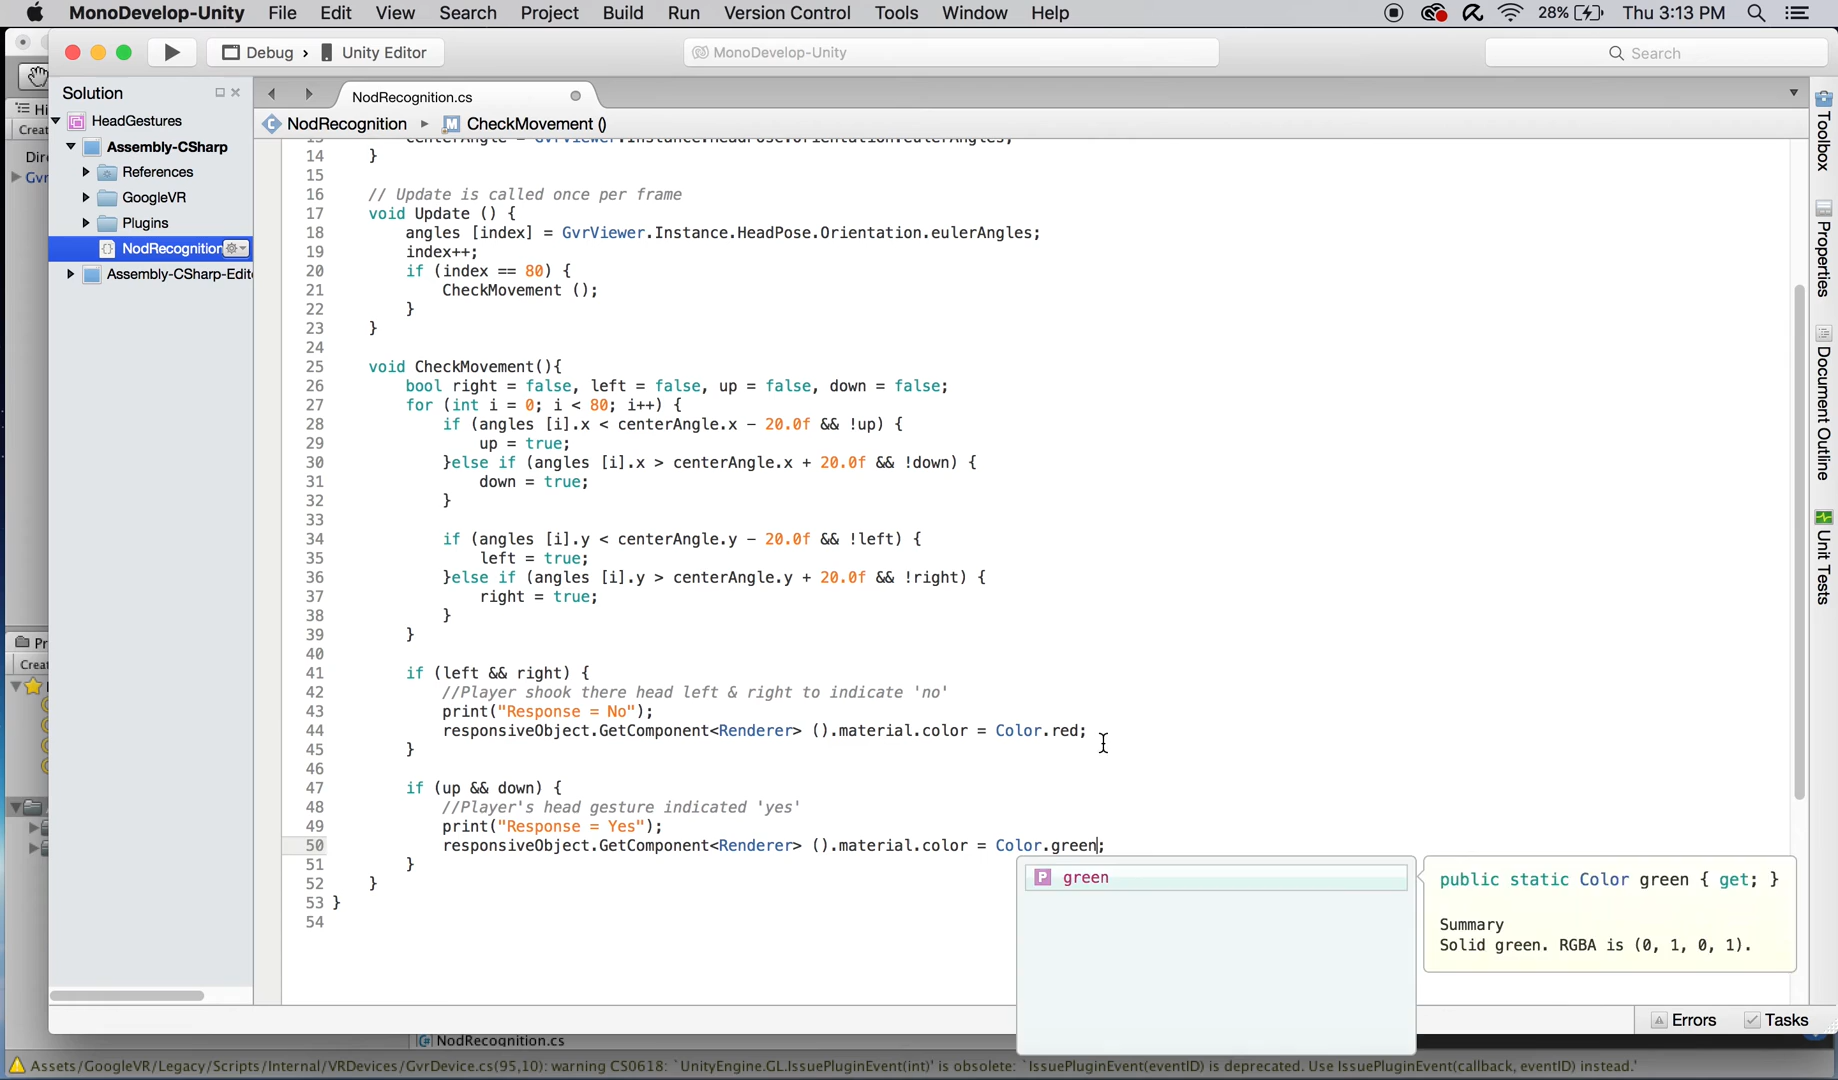 MonoDevelop-Unity File Edit View Search Project Build Run Version Control Tools Window Help 28% Thu 3:13 PM
Debug › Unity Editor MonoDevelop-Unity Search
Solution
HeadGestures
Assembly-CSharp
References
GoogleVR
Plugins
NodRecognition
Assembly-CSharp-Edit
NodRecognition.cs
NodRecognition ▸ CheckMovement ()
14 }
15
16 // Update is called once per frame
17 void Update () {
18 angles [index] = GvrViewer.Instance.HeadPose.Orientation.eulerAngles;
19 index++;
20 if (index == 80) {
21 CheckMovement ();
22 }
23 }
24
25 void CheckMovement(){
26 bool right = false, left = false, up = false, down = false;
27 for (int i = 0; i < 80; i++) {
28 if (angles [i].x < centerAngle.x - 20.0f && !up) {
29 up = true;
30 }else if (angles [i].x > centerAngle.x + 20.0f && !down) {
31 down = true;
32 }
33
34 if (angles [i].y < centerAngle.y - 20.0f && !left) {
35 left = true;
36 }else if (angles [i].y > centerAngle.y + 20.0f && !right) {
37 right = true;
38 }
39 }
40
41 if (left && right) {
42 //Player shook there head left & right to indicate 'no'
43 print("Response = No");
44 responsiveObject.GetComponent<Renderer> ().material.color = Color.red;
45 }
46
47 if (up && down) {
48 //Player's head gesture indicated 'yes'
49 print("Response = Yes");
50 responsiveObject.GetComponent<Renderer> ().material.color = Color.green;
51 }
52 }
53 }
54
P green
public static Color green { get; }
Summary
Solid green. RGBA is (0, 1, 0, 1).
Toolbox
Properties
Document Outline
Unit Tests
Errors Tasks
NodRecognition.cs
Assets/GoogleVR/Legacy/Scripts/Internal/VRDevices/GvrDevice.cs(95,10): warning CS0618: `UnityEngine.GL.IssuePluginEvent(int)' is obsolete: `IssuePluginEvent(eventID) is deprecated. Use IssuePluginEvent(callback, eventID) instead.'